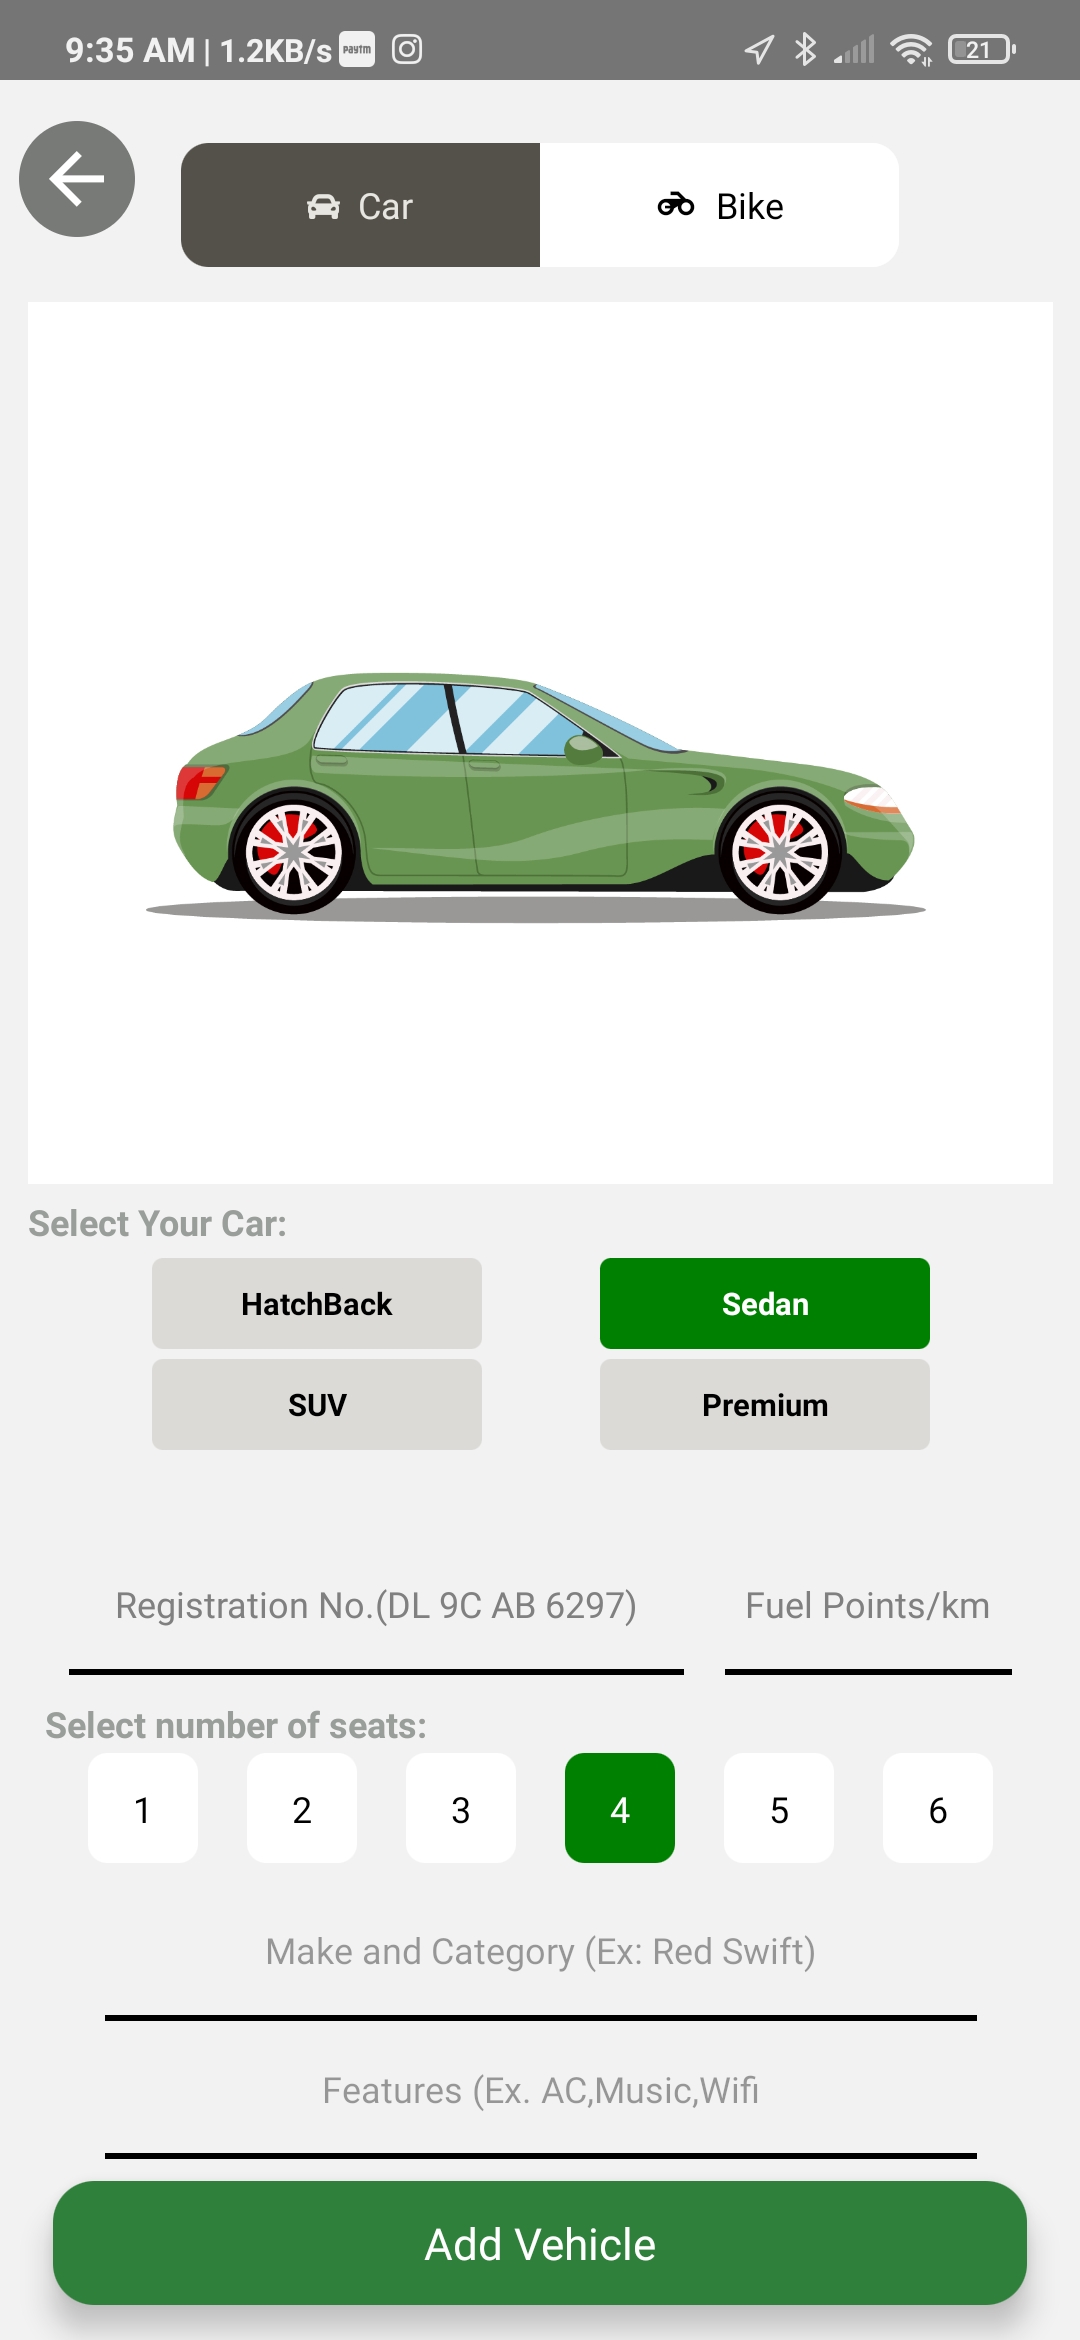 9:35 AM | 1.2KB/s paytm 21
Car Bike
Select Your Car:
HatchBack Sedan
SUV Premium
Registration No.(DL 9C AB 6297) Fuel Points/km
Select number of seats:
1 2 3 4 5 6
Make and Category (Ex: Red Swift)
Features (Ex. AC,Music,Wifi
Add Vehicle